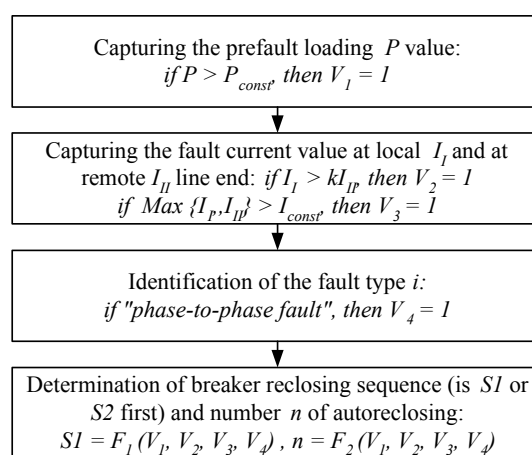 Capturing the prefault loading P value:
if P > P_const, then V_1 = 1
Capturing the fault current value at local I_I and at
remote I_II line end: if I_I > kI_II, then V_2 = 1
if Max {I_I, I_II} > I_const, then V_3 = 1
Identification of the fault type i:
if "phase-to-phase fault", then V_4 = 1
Determination of breaker reclosing sequence (is S1 or
S2 first) and number n of autoreclosing:
S1 = F_1 (V_1, V_2, V_3, V_4) , n = F_2 (V_1, V_2, V_3, V_4)